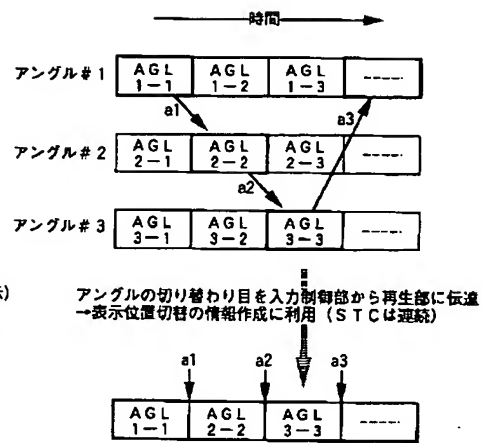 時間
アングル#1
AGL 1-1
AGL 1-2
AGL 1-3
-----
a1
a3
アングル#2
AGL 2-1
AGL 2-2
AGL 2-3
-----
a2
アングル#3
AGL 3-1
AGL 3-2
AGL 3-3
-----
)
アングルの切り替わり目を入力制御部から再生部に伝達
→表示位置切替の情報作成に利用(STCは連続)
a1
a2
a3
AGL 1-1
AGL 2-2
AGL 3-3
-----